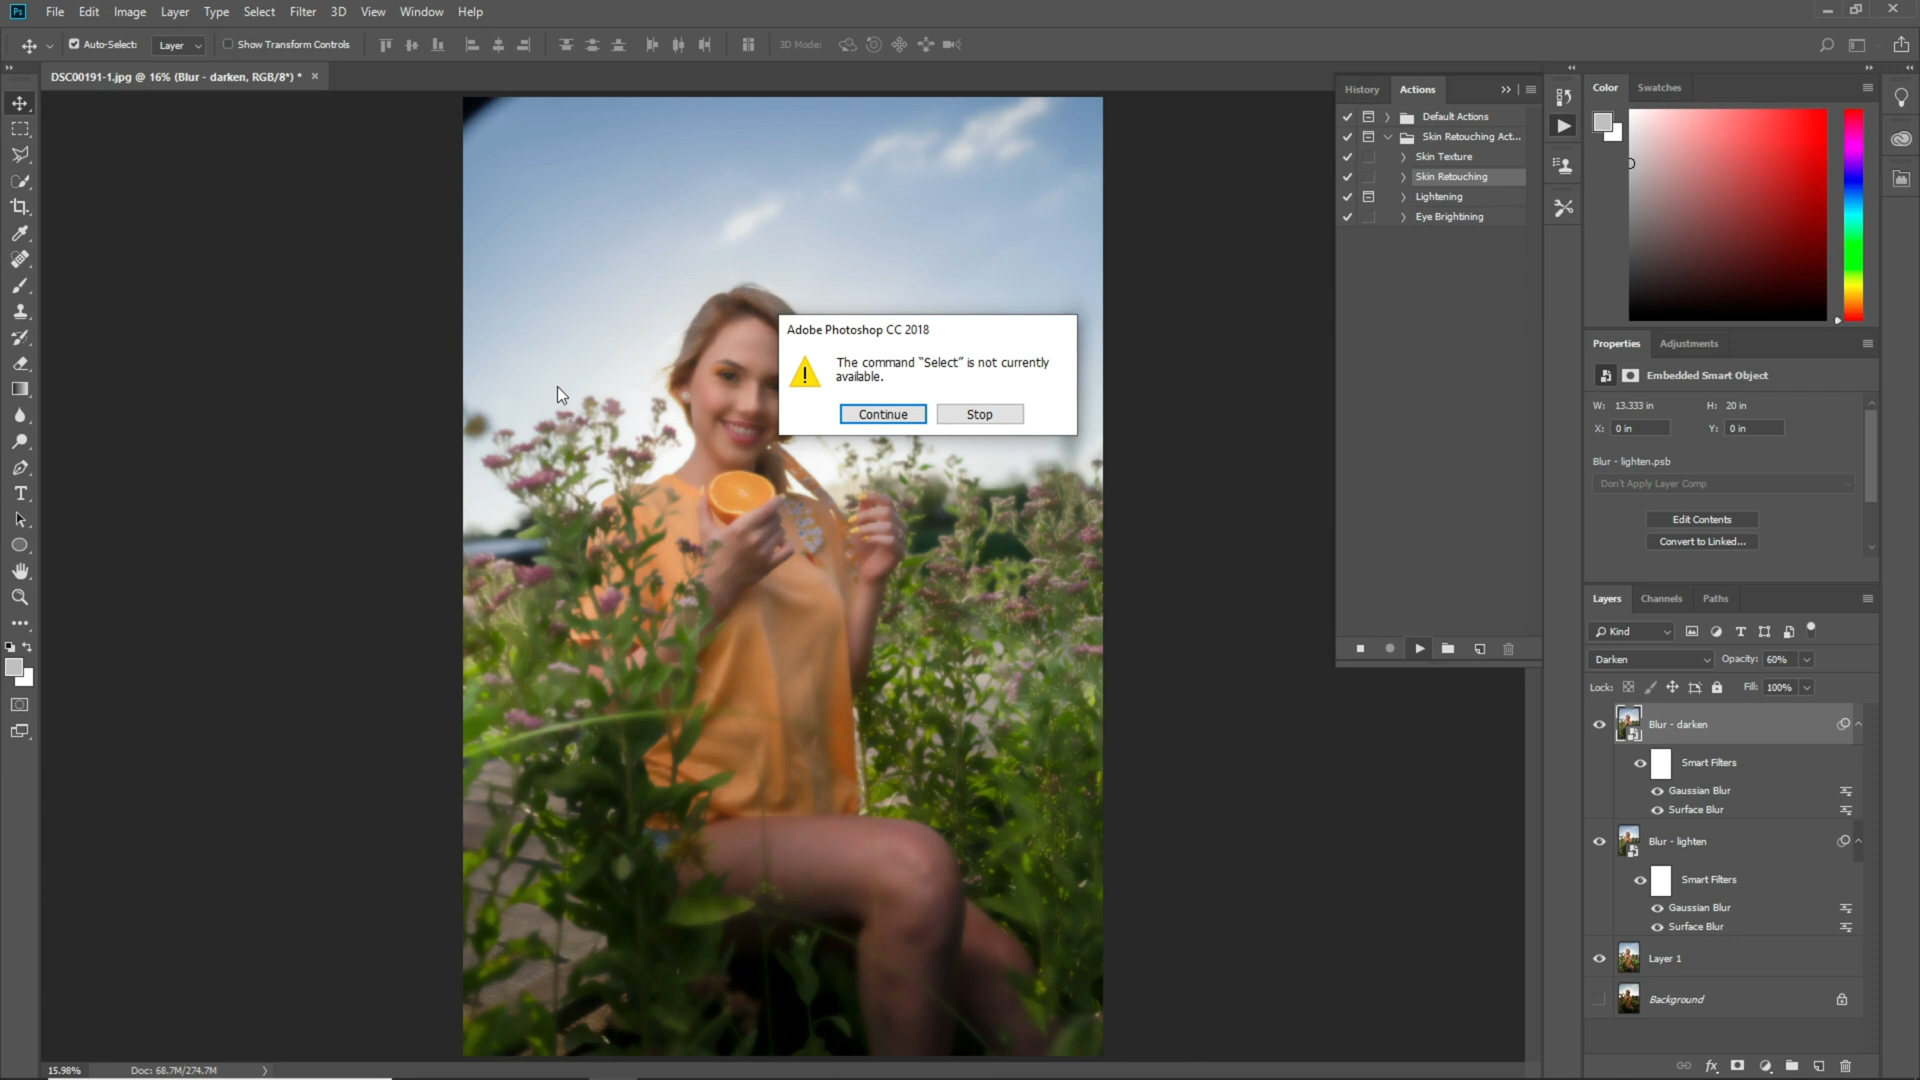 Ps File Edit Image Layer Type Select Filter 3D View Window Help
Auto-Select: Layer Show Transform Controls 3D Mode:
DSC00191-1.jpg @ 16% (Blur - darken, RGB/8*) *
History Actions
Default Actions
Skin Retouching Act...
Skin Texture
Skin Retouching
Lightening
Eye Brightining
Adobe Photoshop CC 2018
The command “Select” is not currently
available.
Continue Stop
Color Swatches
Properties Adjustments
Embedded Smart Object
W: 13.333 in H: 20 in
X: 0 in Y: 0 in
Blur - lighten.psb
Don't Apply Layer Comp
Edit Contents
Convert to Linked...
Layers Channels Paths
Kind
Darken Opacity: 60%
Lock: Fill: 100%
Blur - darken
Smart Filters
Gaussian Blur
Surface Blur
Blur - lighten
Smart Filters
Gaussian Blur
Surface Blur
Layer 1
Background
fx
15.98% Doc: 68.7M/274.7M